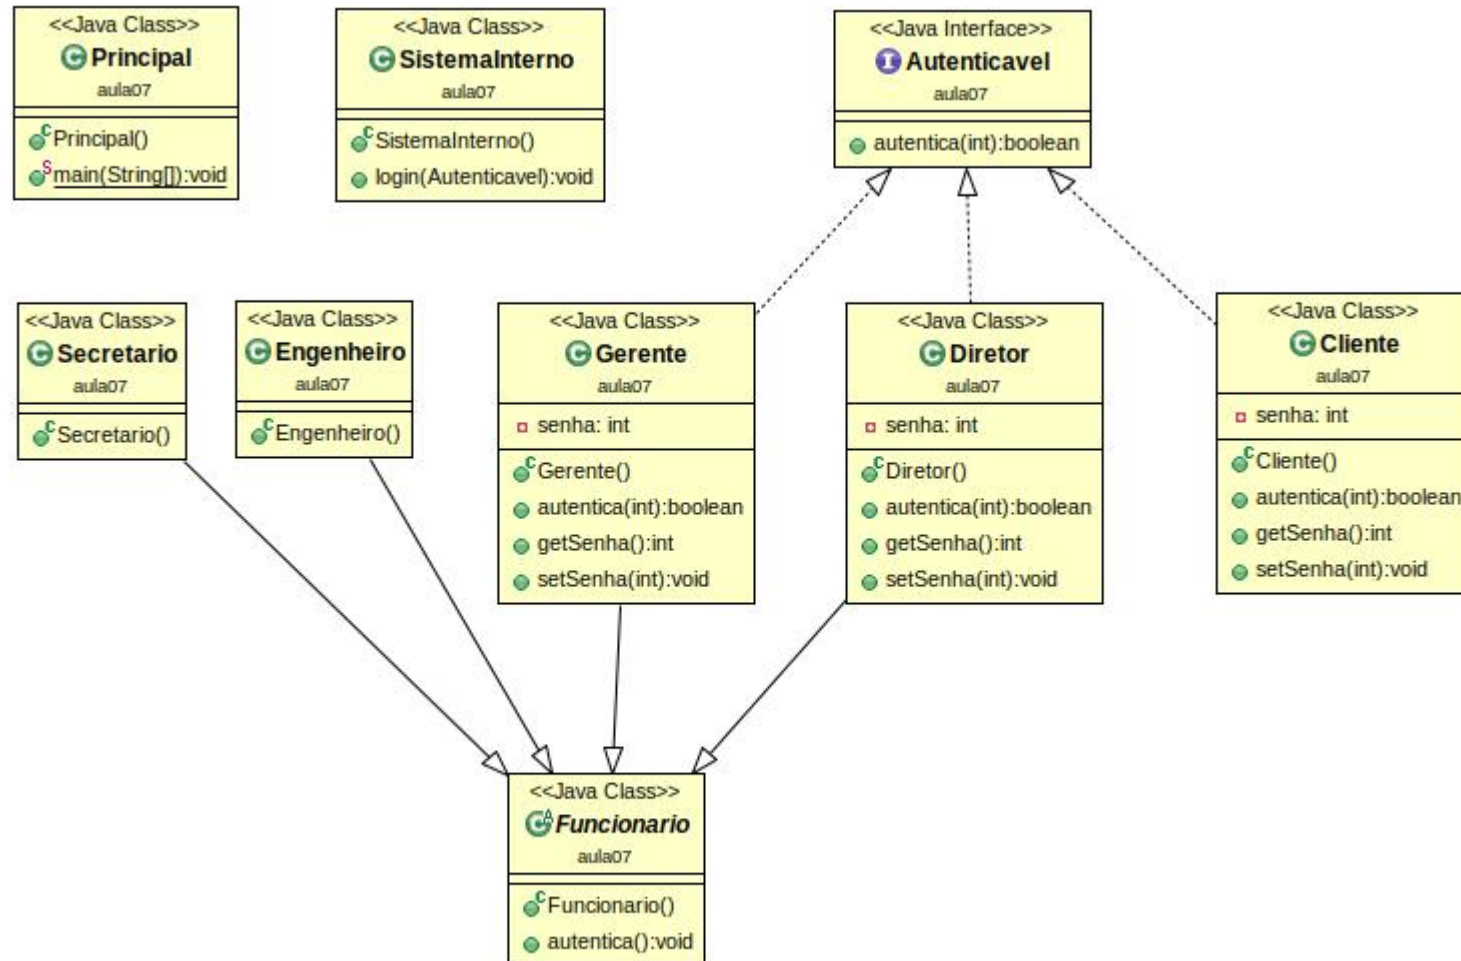 <<Java Class>>
Principal
aula07
Principal()
main(String[]):void
<<Java Class>>
SistemaInterno
aula07
SistemaInterno()
login(Autenticavel):void
<<Java Interface>>
Autenticavel
aula07
autentica(int):boolean
<<Java Class>>
Secretario
aula07
Secretario()
<<Java Class>>
Engenheiro
aula07
Engenheiro()
<<Java Class>>
Gerente
aula07
senha: int
Gerente()
autentica(int):boolean
getSenha():int
setSenha(int):void
<<Java Class>>
Diretor
aula07
senha: int
Diretor()
autentica(int):boolean
getSenha():int
setSenha(int):void
<<Java Class>>
Cliente
aula07
senha: int
Cliente()
autentica(int):boolean
getSenha():int
setSenha(int):void
<<Java Class>>
Funcionario
aula07
Funcionario()
autentica():void